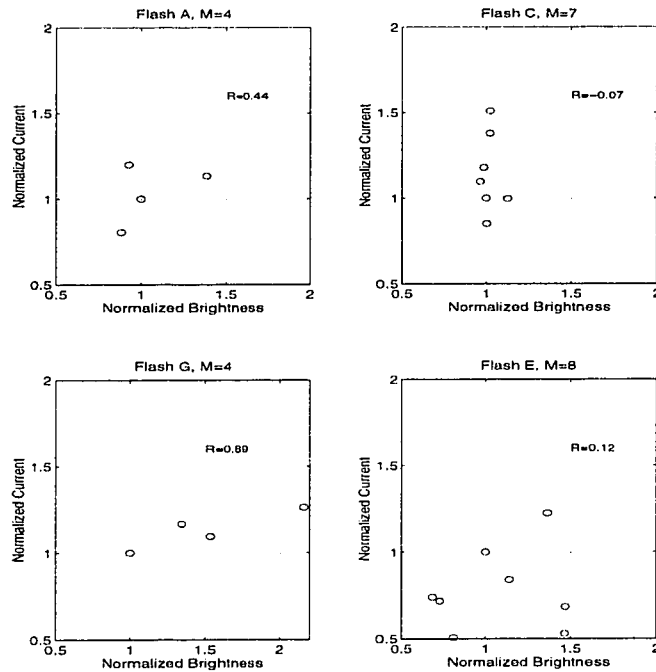 Flash A, M=4
2
1.5
1
0.5
Normalized Current
R=0.44
0.5 1 1.5 2
Normalized Brightness
Flash C, M=7
2
1.5
1
0.5
Normalized Current
R=-0.07
0.5 1 1.5 2
Normalized Brightness
Flash G, M=4
2
1.5
1
0.5
Normalized Current
R=0.89
0.5 1 1.5 2
Normalized Brightness
Flash E, M=8
2
1.5
1
0.5
Normalized Current
R=0.12
0.5 1 1.5 2
Normalized Brightness